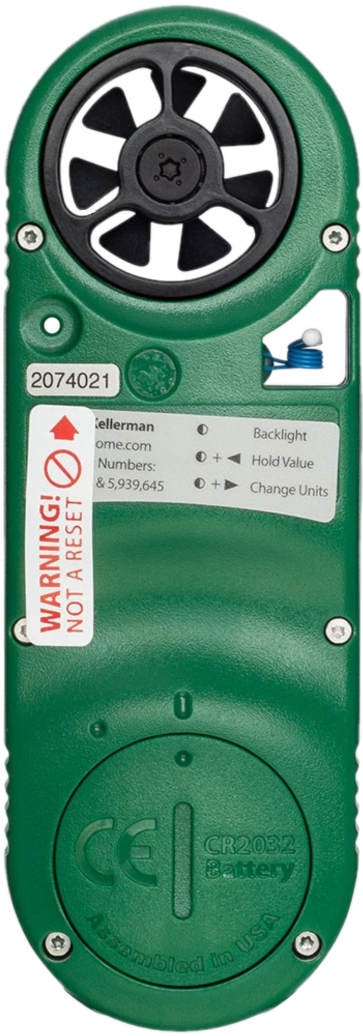 2074021
Kellerman
ome.com
Numbers:
& 5,939,645
Backlight
+ ◀ Hold Value
+ ▶ Change Units
WARNING!
NOT A RESET
CE
CR2032
Battery
Assembled in USA